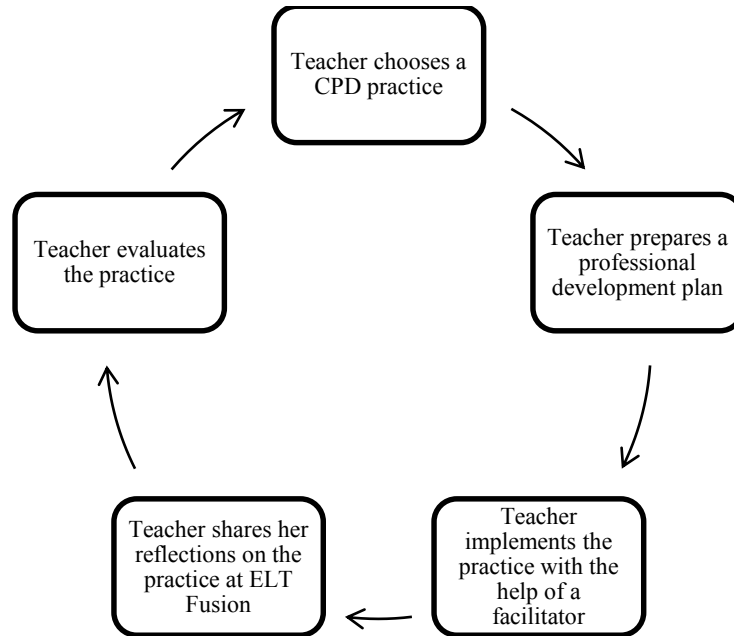 Teacher chooses a
CPD practice
Teacher prepares a
professional
development plan
Teacher
implements the
practice with the
help of a
facilitator
Teacher shares her
reflections on the
practice at ELT
Fusion
Teacher evaluates
the practice